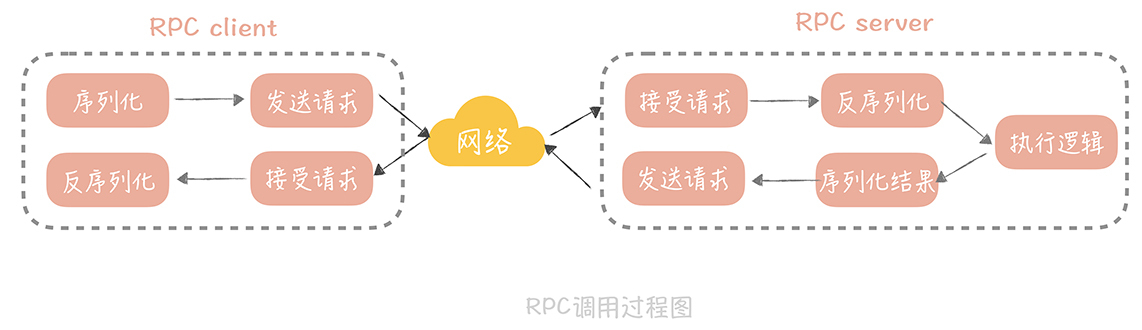 RPC client
RPC server
序列化
发送请求
接受请求
反序列化
网络
执行逻辑
反序列化
接受请求
发送请求
序列化结果
RPC调用过程图